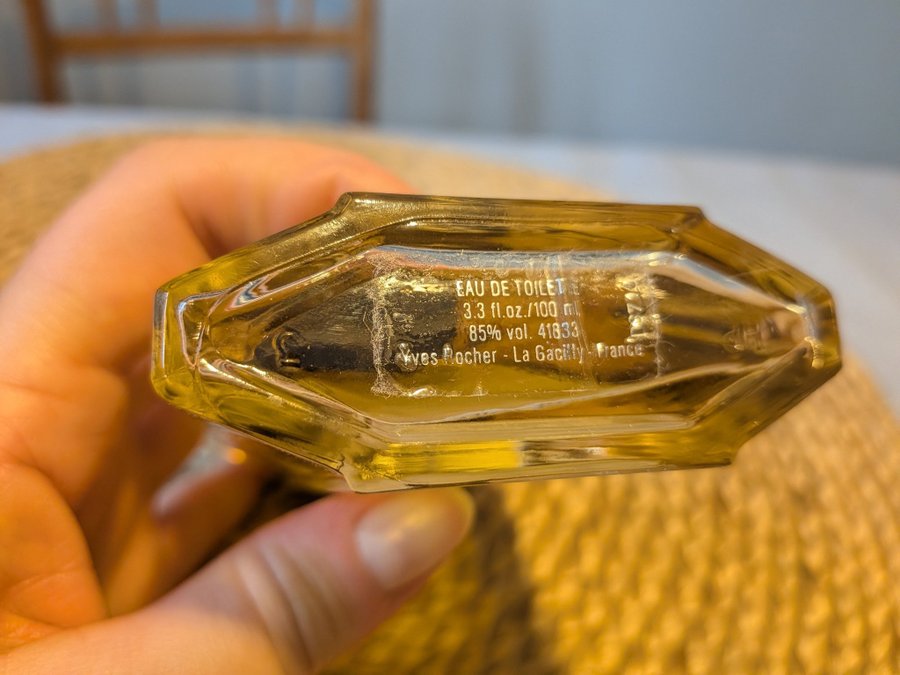 EAU DE TOILETTE
3.3 fl.oz./100 ml
85% vol. 41833
Yves Rocher - La Gacilly - France